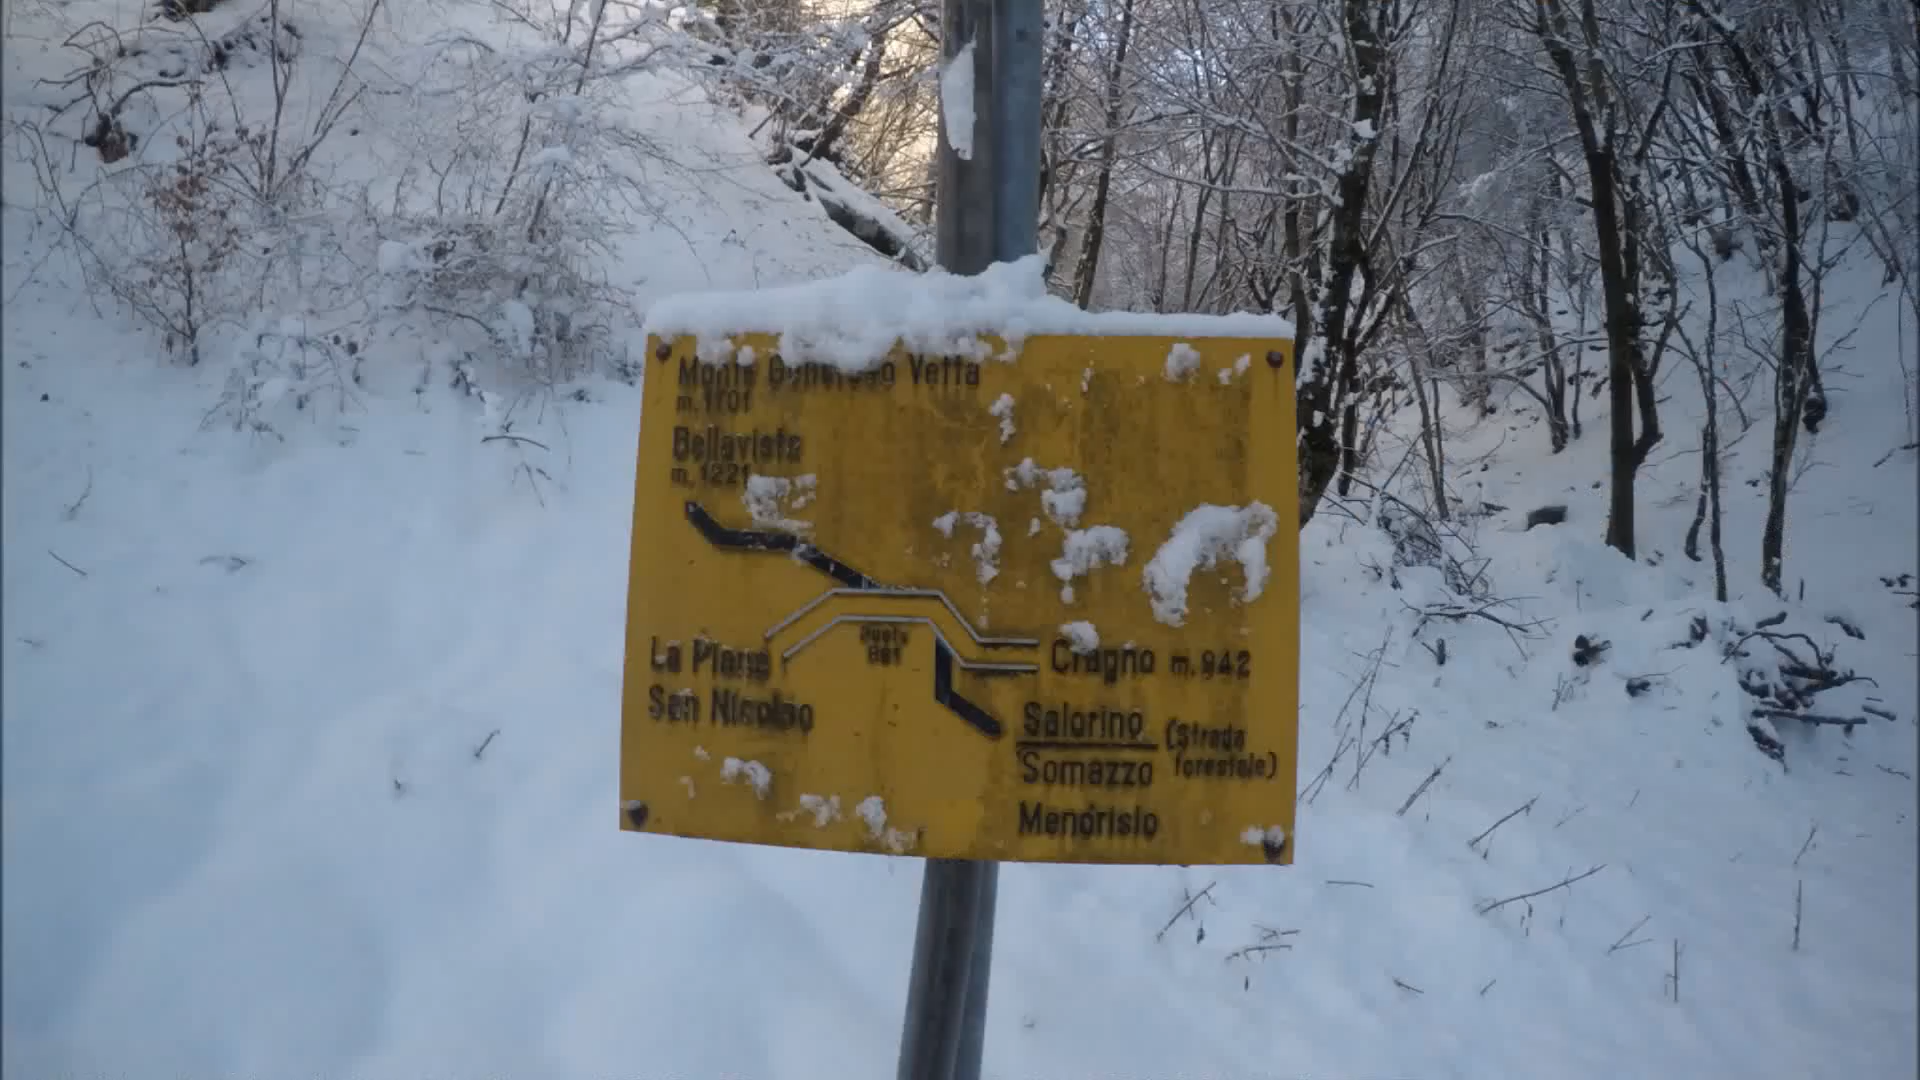 Monte Generoso Vetta
m. 1701
Bellavista
m. 1221
La Piana
San Nicolao
Cragno m. 942
Salorino (Strada
forestale)
Somazzo
Mendrisio